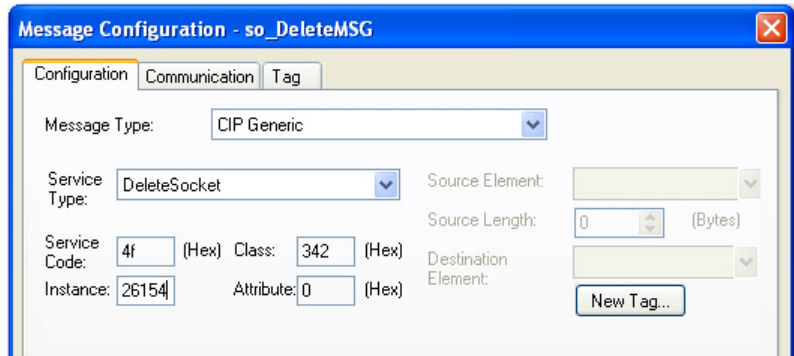 Message Configuration - so_DeleteMSG
Configuration Communication Tag
Message Type: CIP Generic
Service Type: DeleteSocket
Source Element:
Source Length: 0 (Bytes)
Service Code: 4f (Hex) Class: 342 (Hex)
Destination Element:
Instance: 26154 Attribute: 0 (Hex)
New Tag...